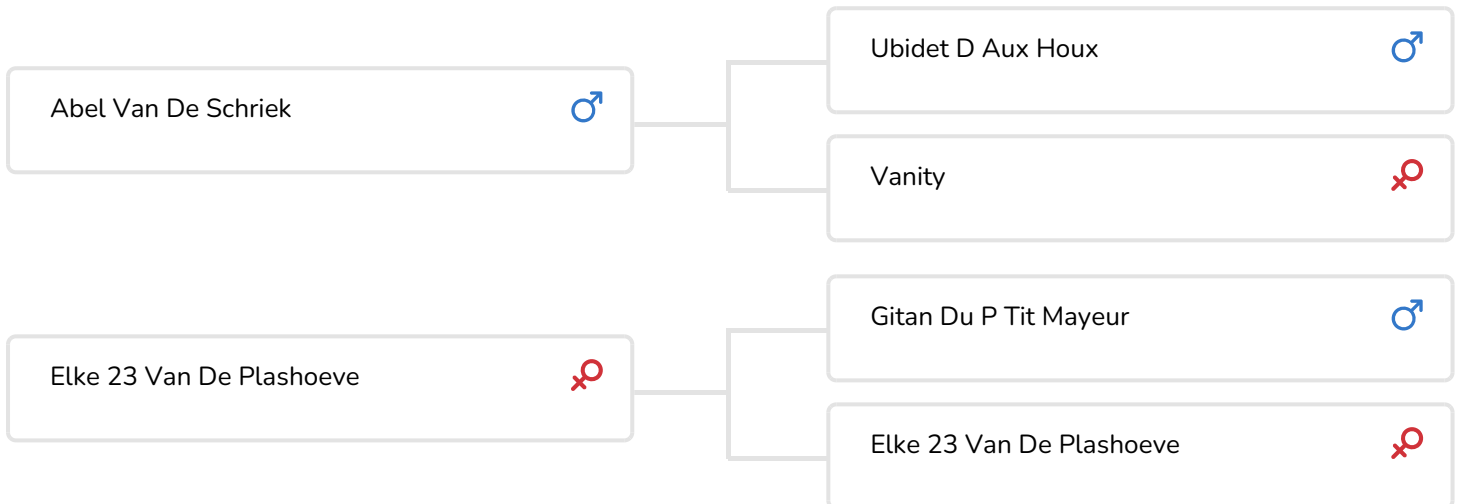 Ubidet D Aux Houx
Abel Van De Schriek
Vanity
Gitan Du P Tit Mayeur
Elke 23 Van De Plashoeve
Elke 23 Van De Plashoeve